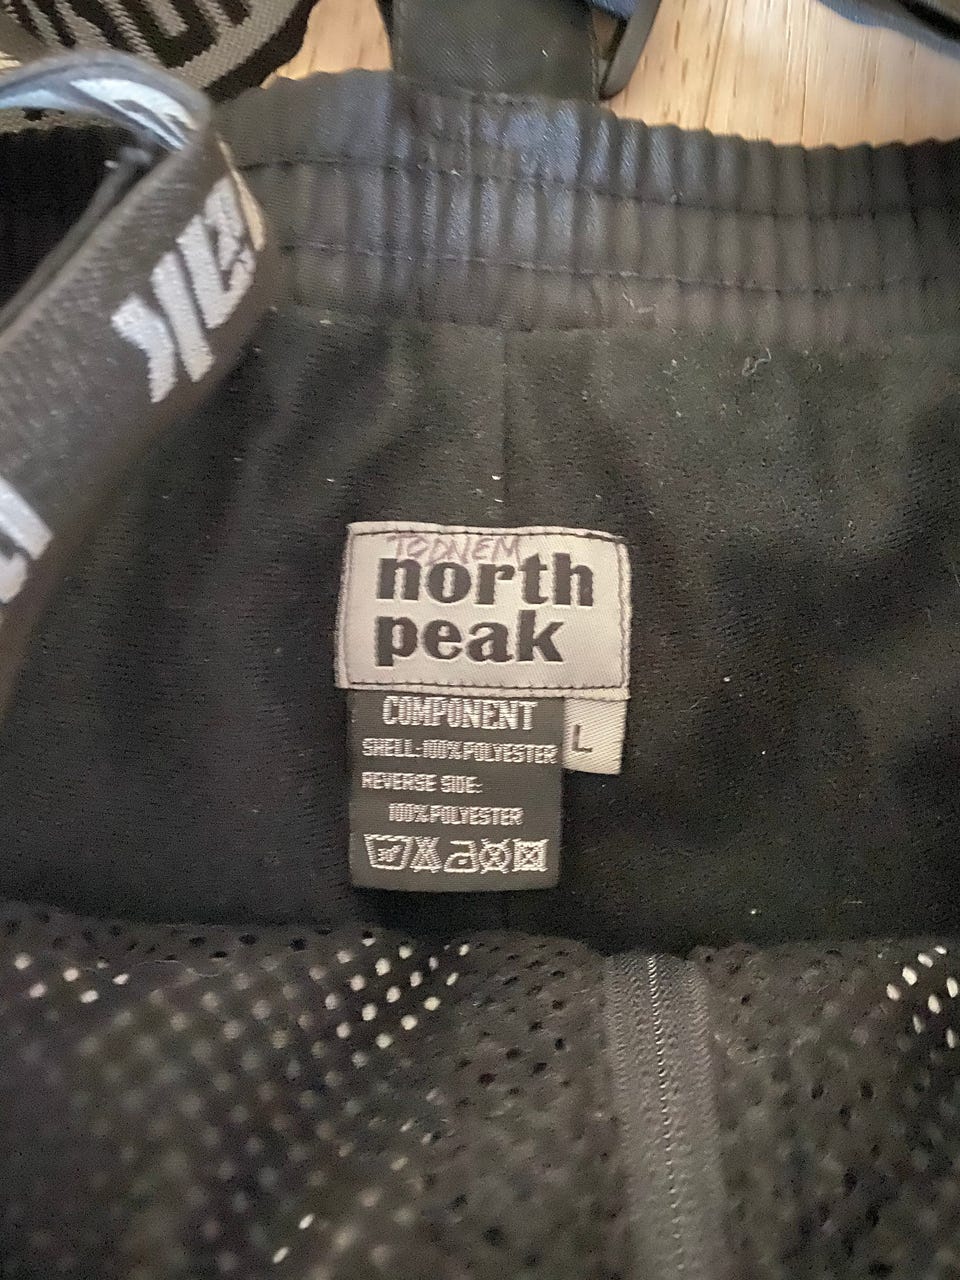 TODNEM
north
peak
COMPONENT
L
SHELL:100%POLYESTER
REVERSE SIDE:
100%POLYESTER